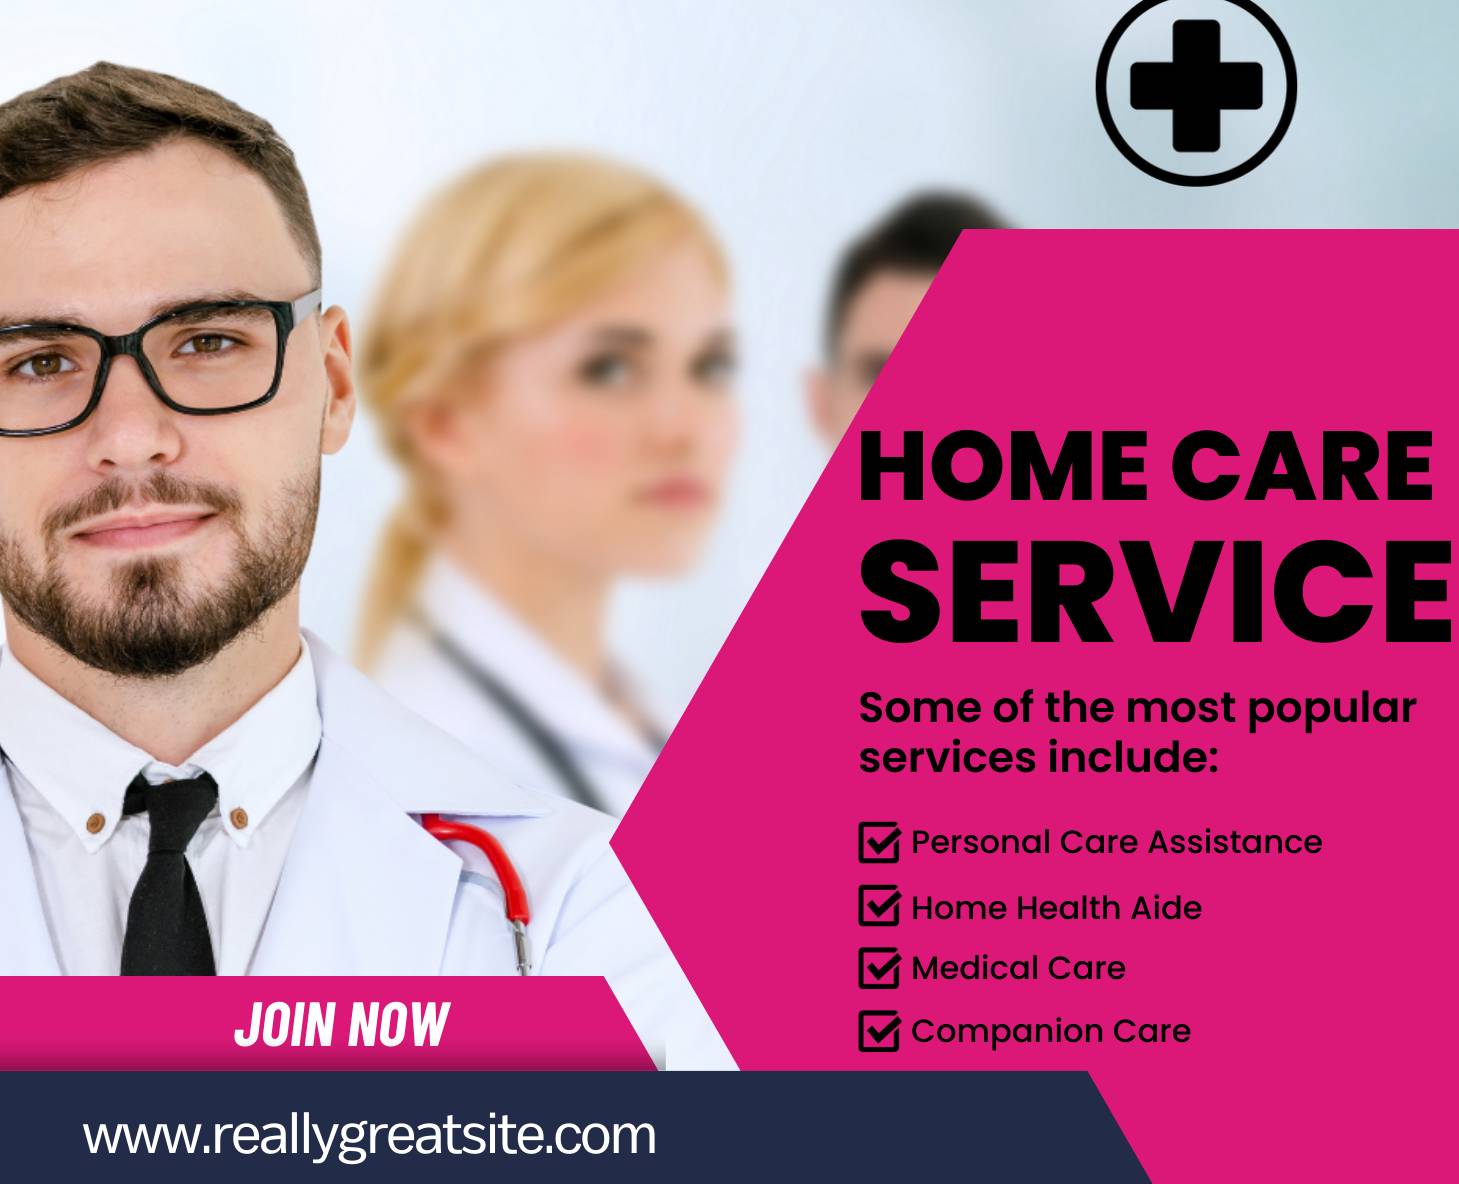 HOME CARE
SERVICE
Some of the most popular
services include:
Personal Care Assistance
Home Health Aide
Medical Care
Companion Care
JOIN NOW
www.reallygreatsite.com